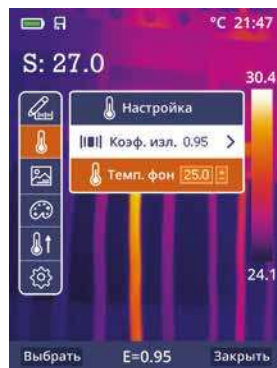 °C 21:47
S: 27.0
30.4
Настройка
Коэф. изл. 0.95 >
Темп. фон 25.0 ±
24.1
Выбрать E=0.95 Закрыть